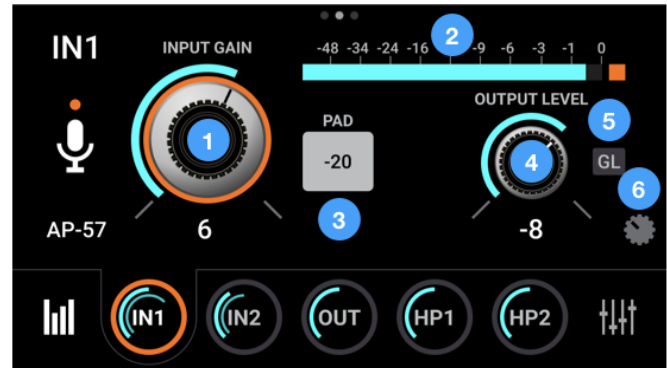 IN1
INPUT GAIN
2
-48 -34 -24 -16 -9 -6 -3 -1 0
OUTPUT LEVEL
PAD
5
1
-20
4
GL
6
AP-57
6
3
-8
IN1
IN2
OUT
HP1
HP2